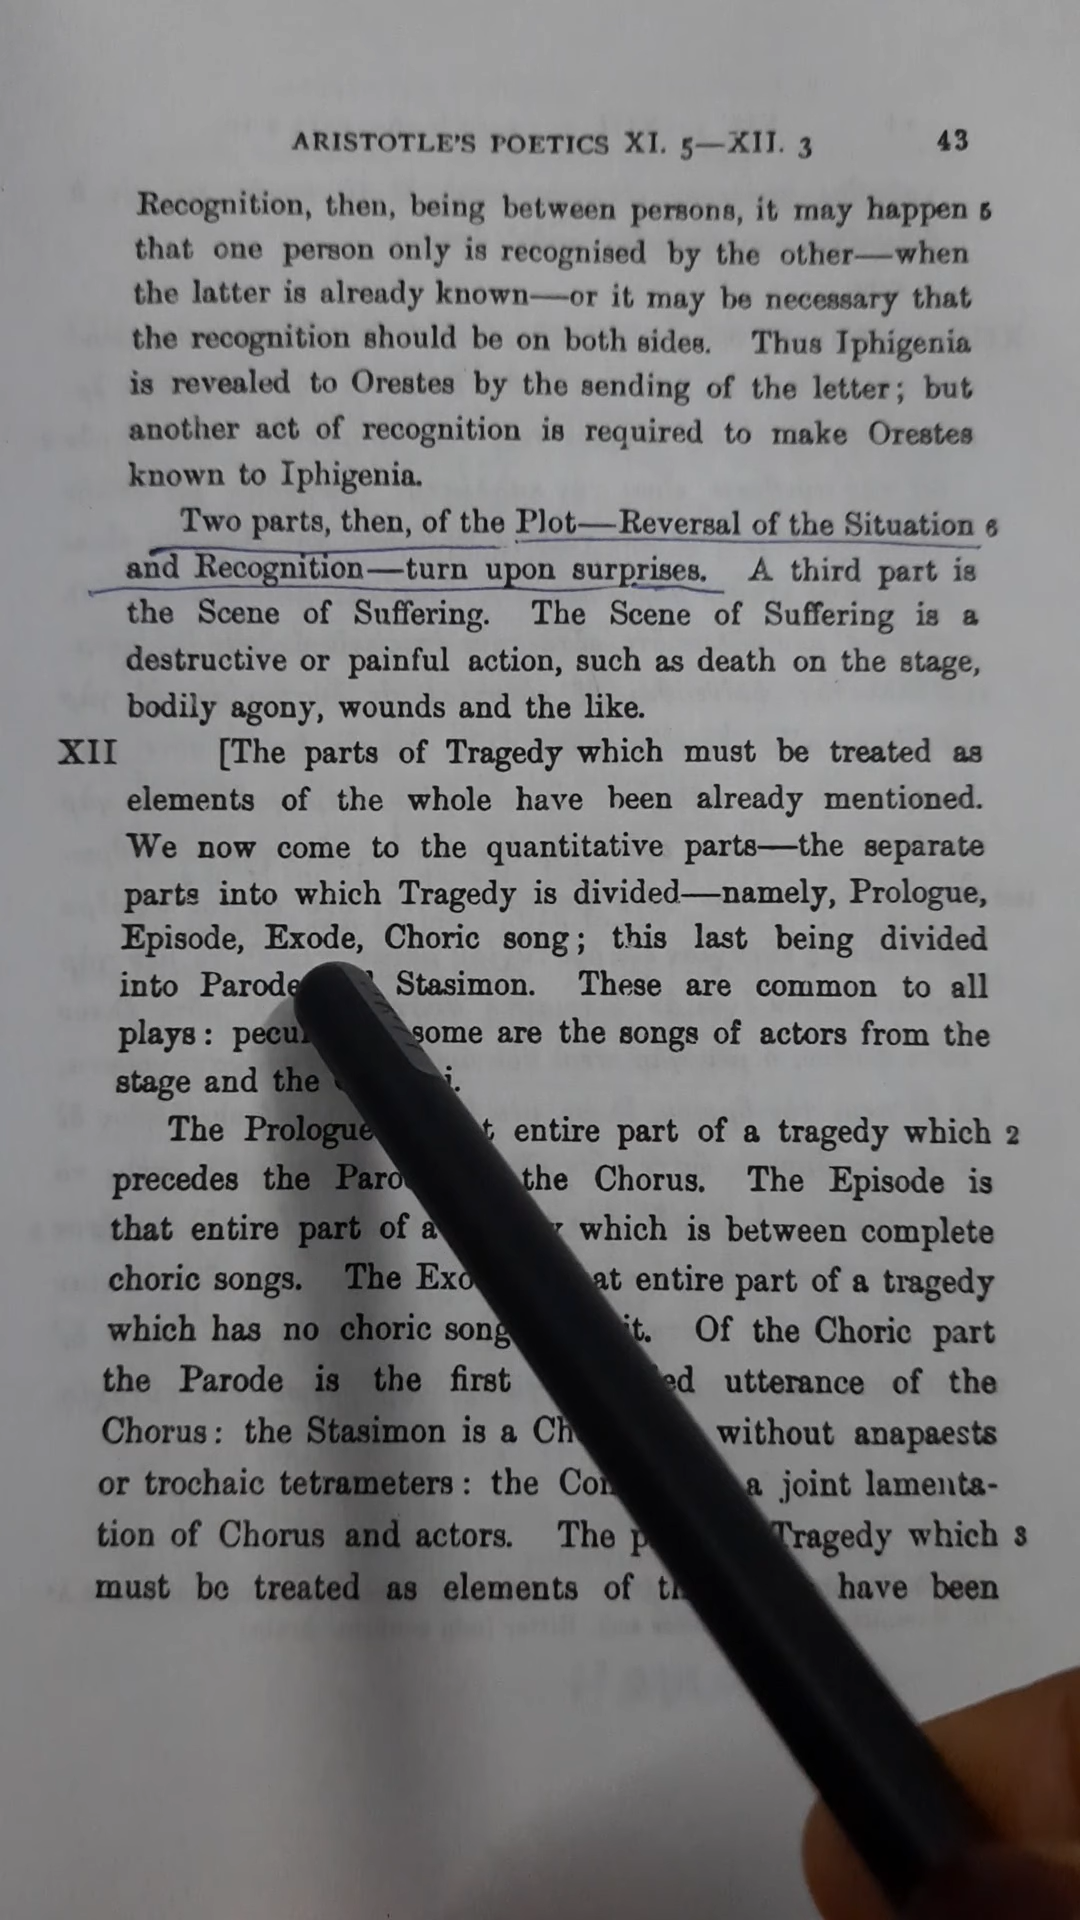 ARISTOTLE'S POETICS XI. 5—XII. 3 43
Recognition, then, being between persons, it may happen 5
that one person only is recognised by the other—when
the latter is already known—or it may be necessary that
the recognition should be on both sides. Thus Iphigenia
is revealed to Orestes by the sending of the letter; but
another act of recognition is required to make Orestes
known to Iphigenia.
Two parts, then, of the Plot—Reversal of the Situation 6
and Recognition—turn upon surprises. A third part is
the Scene of Suffering. The Scene of Suffering is a
destructive or painful action, such as death on the stage,
bodily agony, wounds and the like.
XII [The parts of Tragedy which must be treated as
elements of the whole have been already mentioned.
We now come to the quantitative parts—the separate
parts into which Tragedy is divided—namely, Prologue,
Episode, Exode, Choric song; this last being divided
into Parode Stasimon. These are common to all
plays: some are the songs of actors from the
stage and the
The Prologue entire part of a tragedy which 2
precedes the the Chorus. The Episode is
that entire part of a which is between complete
choric songs. The entire part of a tragedy
which has no choric song it. Of the Choric part
the Parode is the first utterance of the
Chorus: the Stasimon is a without anapaests
or trochaic tetrameters: the a joint lamenta-
tion of Chorus and actors. The Tragedy which 3
must be treated as elements of have been